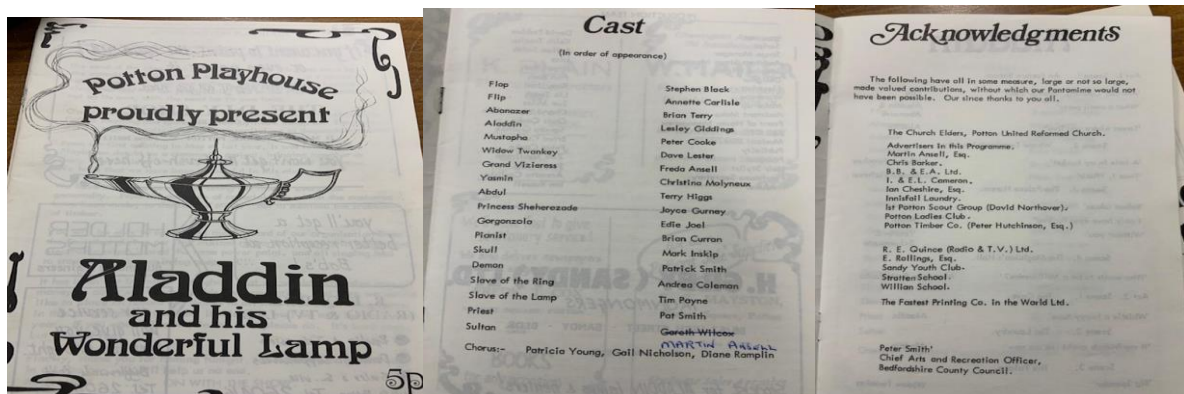 Potton Playhouse
proudly present
Aladdin
and his
Wonderful Lamp
5p
Cast
(In order of appearance)
Flop Stephen Black
Flip Annette Carlisle
Abanazer Brian Terry
Aladdin Lesley Giddings
Mustapha Peter Cooke
Widow Twankey Dave Lester
Grand Vizieress Freda Ansell
Yasmin Christina Molyneux
Abdul Terry Higgs
Princess Sheherazade Joyce Gurney
Gorgonzola Edie Joel
Pianist Brian Curran
Skull Mark Inskip
Demon Patrick Smith
Slave of the Ring Andrea Coleman
Slave of the Lamp Tim Payne
Priest Pat Smith
Sultan Gareth Wilcox
MARTIN ANSELL
Chorus:- Patricia Young, Gail Nicholson, Diane Ramplin
Acknowledgments
The following have all in some measure, large or not so large,
made valued contributions, without which our Pantomime would not
have been possible. Our since thanks to you all.
The Church Elders, Potton United Reformed Church.
Advertisers in this Programme.
Martin Ansell, Esq.
Chris Barker.
B.B. & E.A. Ltd.
I. & E.L. Cameron.
Ian Cheshire, Esq.
Innisfail Laundry.
1st Potton Scout Group (David Northover).
Potton Ladies Club.
Potton Timber Co. (Peter Hutchinson, Esq.)
R. E. Quince (Radio & T.V.) Ltd.
E. Rollings, Esq.
Sandy Youth Club.
Stratton School.
Willian School.
The Fastest Printing Co. in the World Ltd.
Peter Smith'
Chief Arts and Recreation Officer,
Bedfordshire County Council.